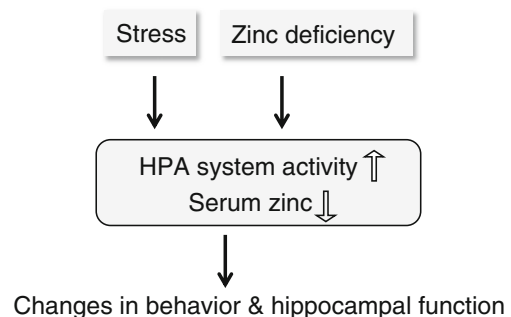 Stress
Zinc deficiency
HPA system activity ⇧
Serum zinc ⇩
Changes in behavior & hippocampal function